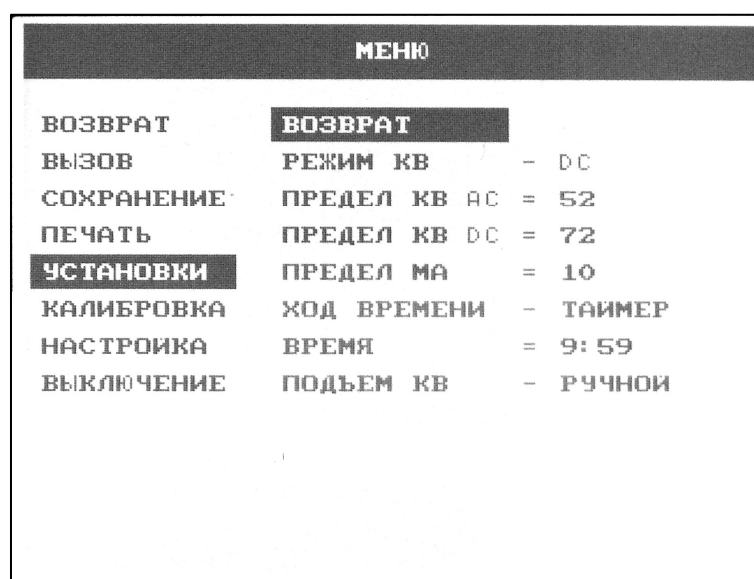 МЕНЮ
ВОЗВРАТ ВОЗВРАТ
ВЫЗОВ РЕЖИМ КВ - DC
СОХРАНЕНИЕ ПРЕДЕЛ КВ AC = 52
ПЕЧАТЬ ПРЕДЕЛ КВ DC = 72
УСТАНОВКИ ПРЕДЕЛ МА = 10
КАЛИБРОВКА ХОД ВРЕМЕНИ - ТАЙМЕР
НАСТРОЙКА ВРЕМЯ = 9:59
ВЫКЛЮЧЕНИЕ ПОДЪЕМ КВ - РУЧНОЙ